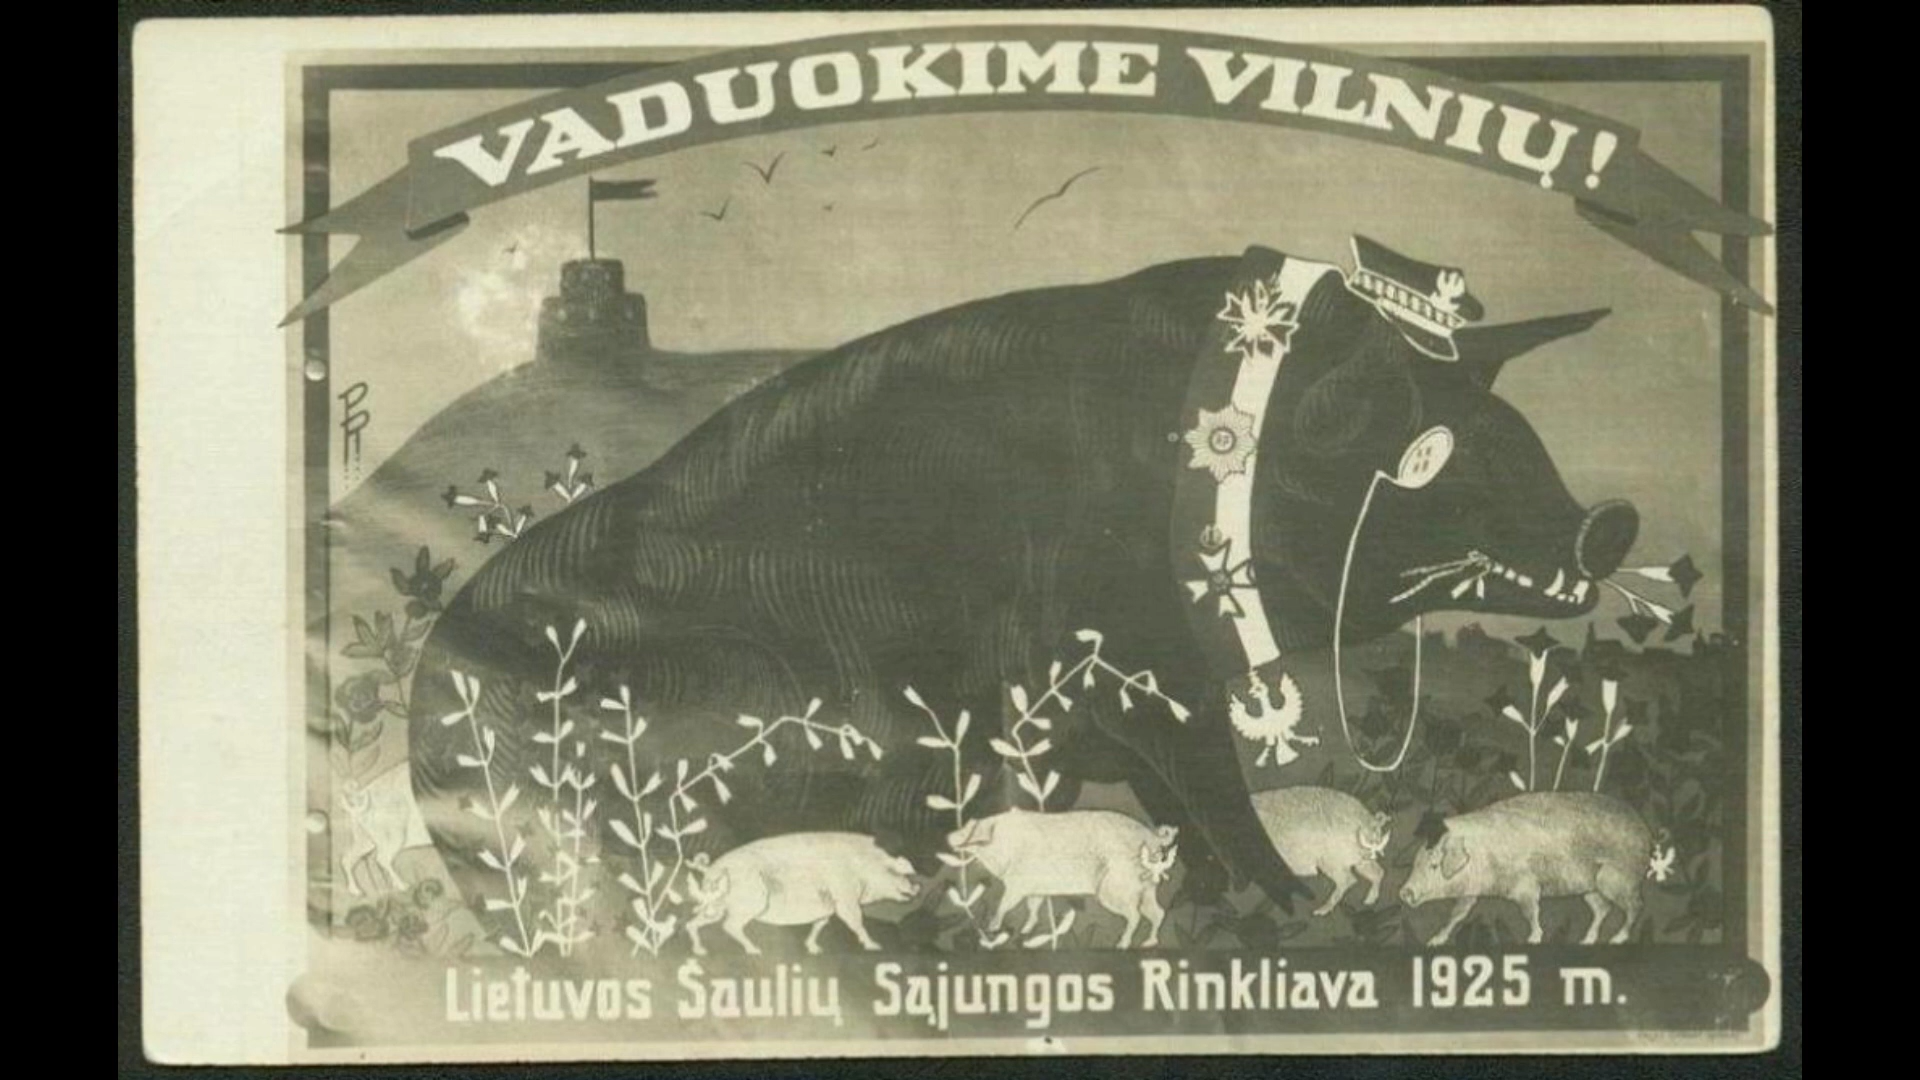 VADUOKIME VILNIŲ!
Lietuvos Šaulių Sąjungos Rinkliava 1925 m.